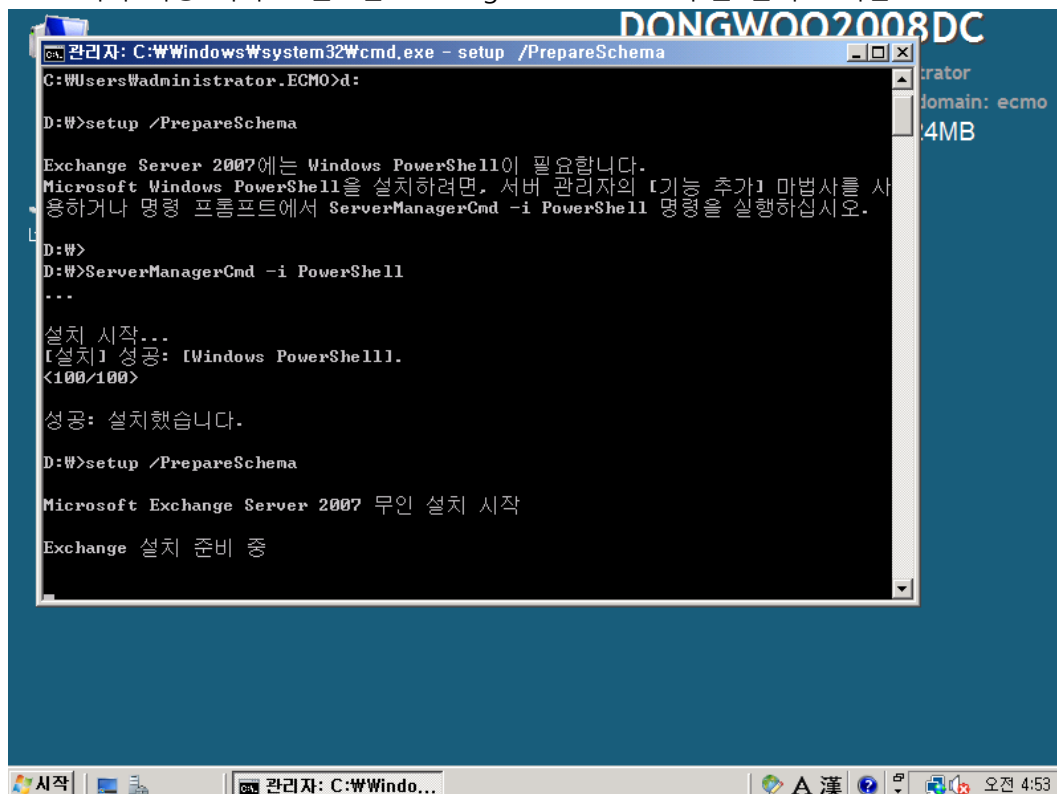 DONGWOO2008DC
관리자: C:₩Windows₩system32₩cmd.exe - setup /PrepareSchema
C:₩Users₩administrator.ECMO>d:
trator
domain: ecmo
4MB
D:₩>setup /PrepareSchema
Exchange Server 2007에는 Windows PowerShell이 필요합니다.
Microsoft Windows PowerShell을 설치하려면, 서버 관리자의 [기능 추가] 마법사를 사
용하거나 명령 프롬프트에서 ServerManagerCmd -i PowerShell 명령을 실행하십시오.
D:₩>
D:₩>ServerManagerCmd -i PowerShell
...
설치 시작...
[설치] 성공: [Windows PowerShell].
<100/100>
성공: 설치했습니다.
D:₩>setup /PrepareSchema
Microsoft Exchange Server 2007 무인 설치 시작
Exchange 설치 준비 중
시작
관리자: C:₩Windo...
A 漢
오전 4:53